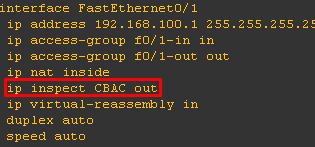 interface FastEthernet0/1
ip address 192.168.100.1 255.255.255.25
ip access-group f0/1-in in
ip access-group f0/1-out out
ip nat inside
ip inspect CBAC out
ip virtual-reassembly in
duplex auto
speed auto